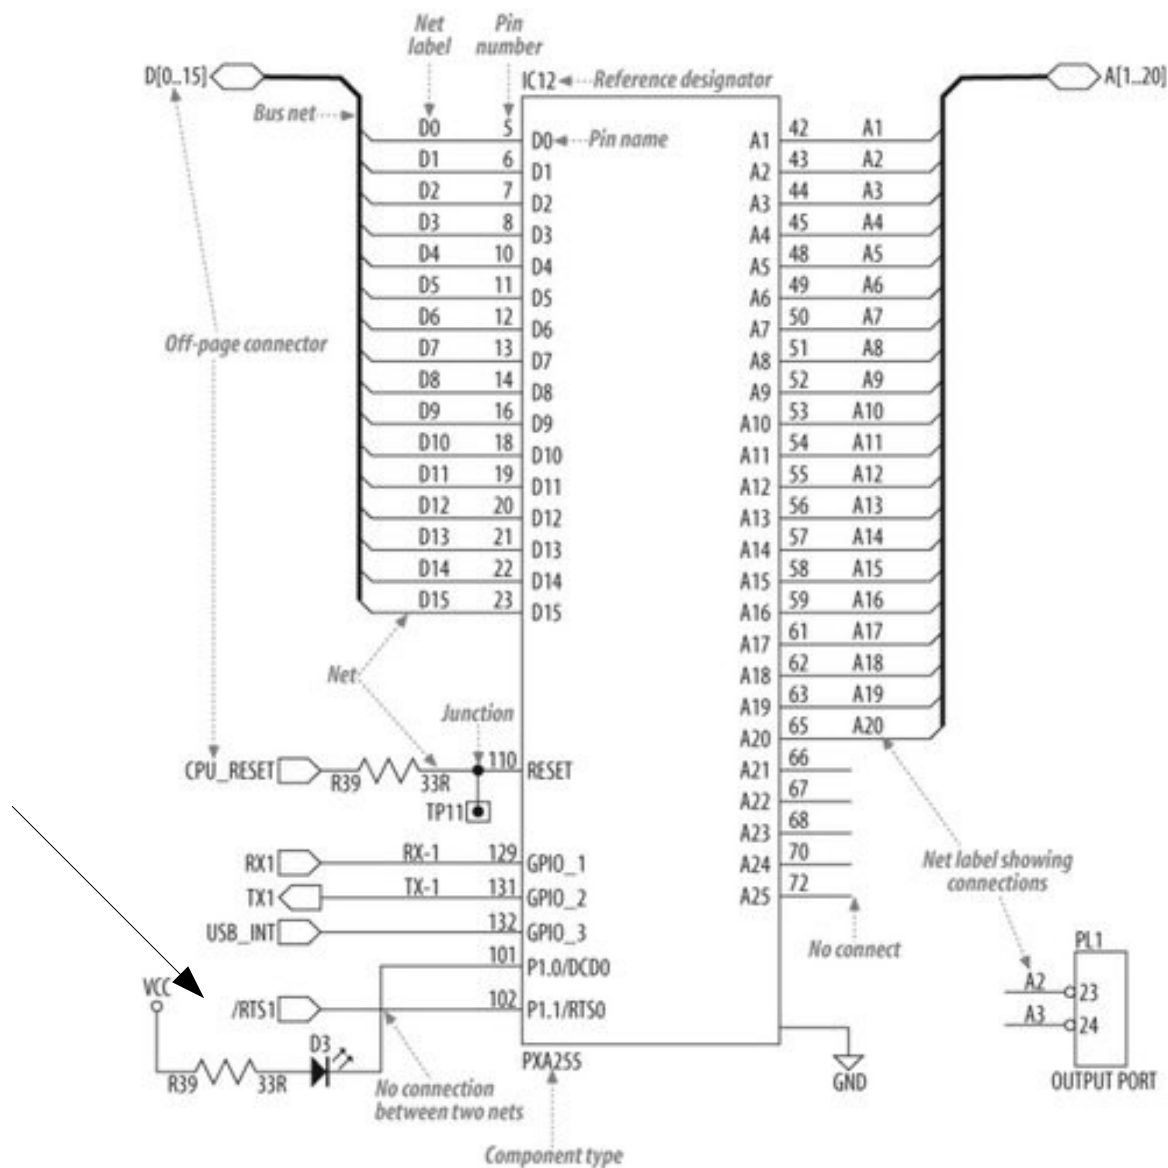 Net label
Pin number
D[0..15]
IC12
Reference designator
A[1..20]
Bus net
D0 5 D0 Pin name
A1 42 A1
D1 6 D1
A2 43 A2
D2 7 D2
A3 44 A3
D3 8 D3
A4 45 A4
D4 10 D4
A5 48 A5
D5 11 D5
A6 49 A6
D6 12 D6
A7 50 A7
Off-page connector
D7 13 D7
A8 51 A8
D8 14 D8
A9 52 A9
D9 16 D9
A10 53 A10
D10 18 D10
A11 54 A11
D11 19 D11
A12 55 A12
D12 20 D12
A13 56 A13
D13 21 D13
A14 57 A14
D14 22 D14
A15 58 A15
D15 23 D15
A16 59 A16
A17 61 A17
Net
A18 62 A18
Junction
A19 63 A19
A20 65 A20
CPU_RESET R39 33R 110 RESET
A21 66
TP11
A22 67
A23 68
RX1 RX-1 129 GPIO_1
A24 70
Net label showing
connections
TX1 TX-1 131 GPIO_2
A25 72
USB_INT 132 GPIO_3
No connect
PL1
101 P1.0/DCD0
VCC
/RTS1 102 P1.1/RTS0
A2 23
A3 24
D3
R39 33R
PXA255
GND
OUTPUT PORT
No connection
between two nets
Component type